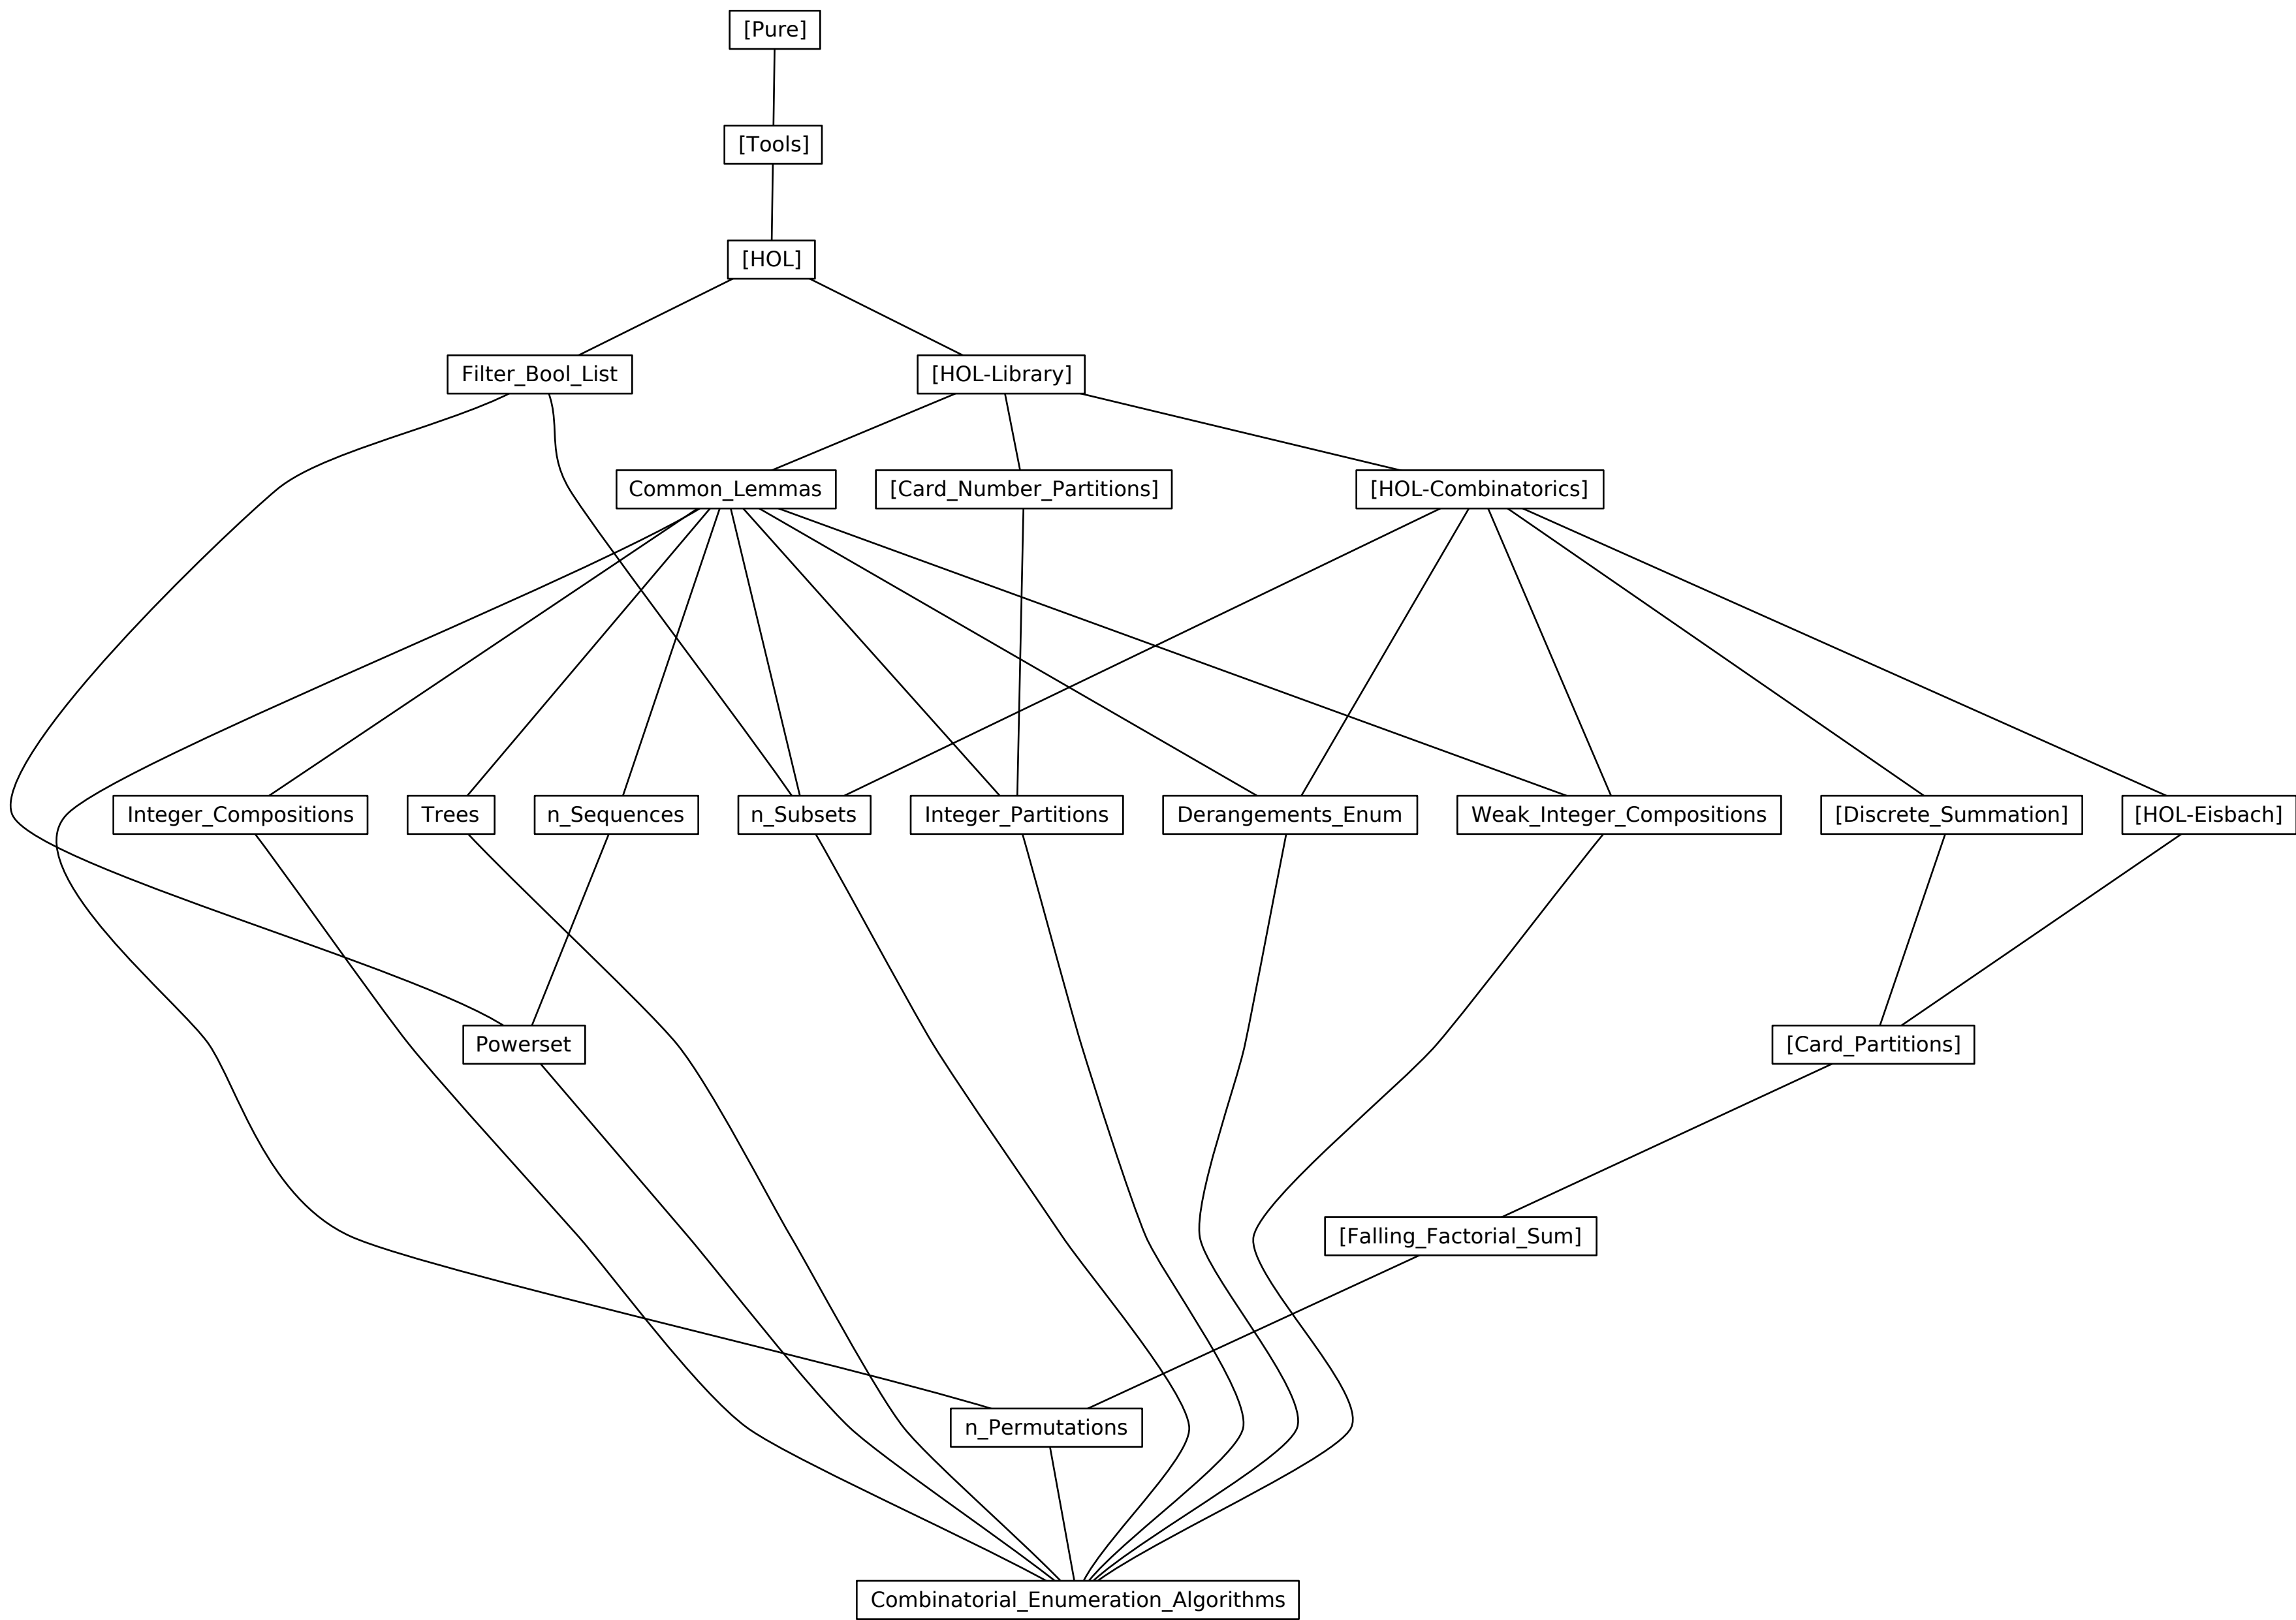 [Pure]
[Tools]
[HOL]
Filter_Bool_List
[HOL-Library]
Common_Lemmas
[Card_Number_Partitions]
[HOL-Combinatorics]
Integer_Compositions
Trees
n_Sequences
n_Subsets
Integer_Partitions
Derangements_Enum
Weak_Integer_Compositions
[Discrete_Summation]
[HOL-Eisbach]
Powerset
[Card_Partitions]
[Falling_Factorial_Sum]
n_Permutations
Combinatorial_Enumeration_Algorithms